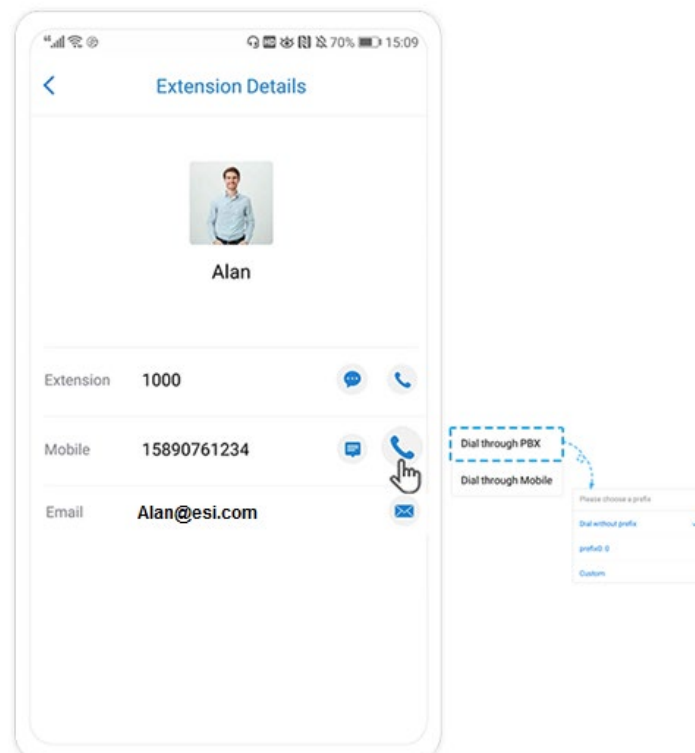 70% 15:09
Extension Details
Alan
Extension 1000
Mobile 15890761234
Email Alan@esi.com
Dial through PBX
Dial through Mobile
Please choose a prefix
Dial without prefix
prefix0: 0
Custom